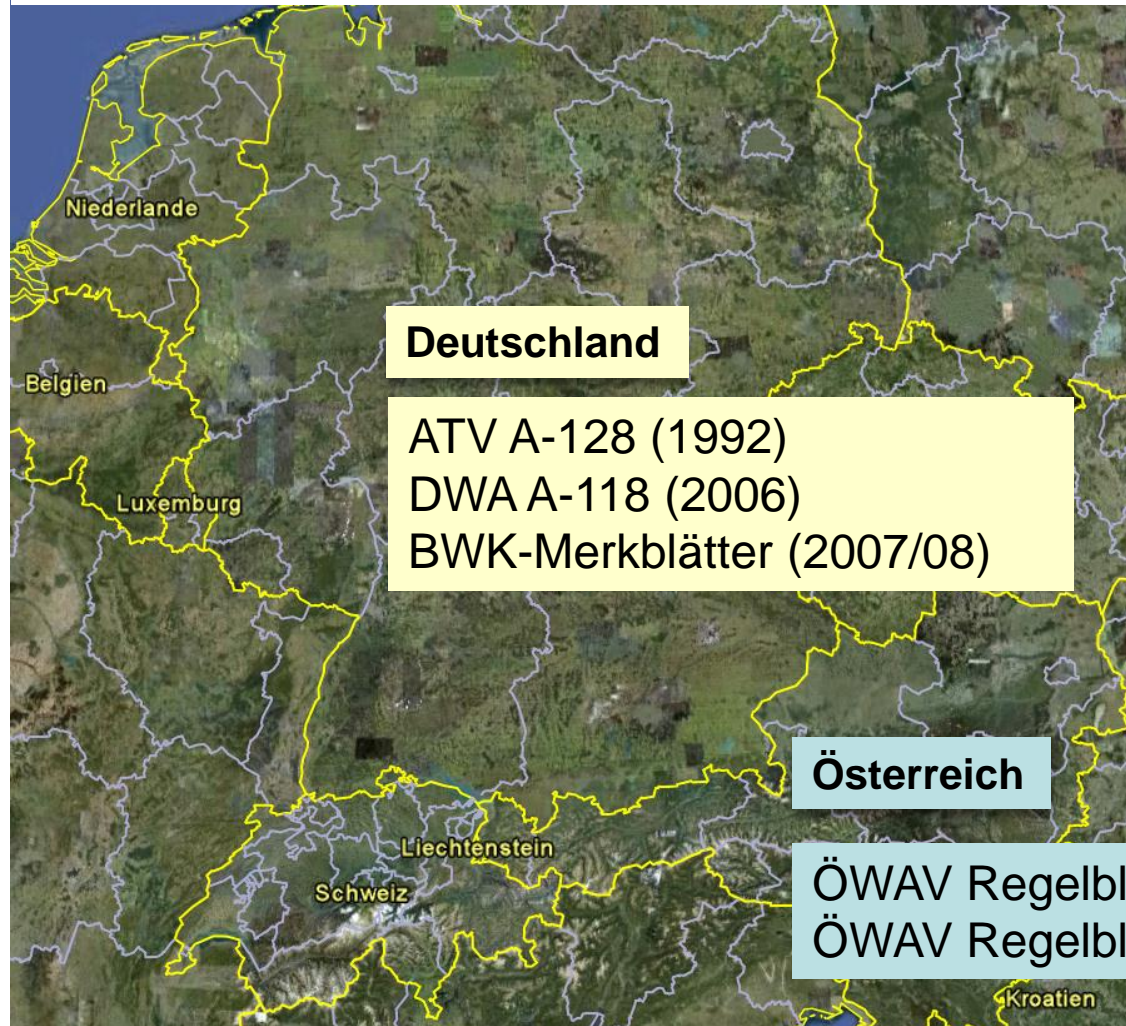 Niederlande
Deutschland
Belgien
ATV A-128 (1992)
DWA A-118 (2006)
BWK-Merkblätter (2007/08)
Luxemburg
Österreich
Liechtenstein
Schweiz
ÖWAV Regelbl
ÖWAV Regelbl
Kroatien